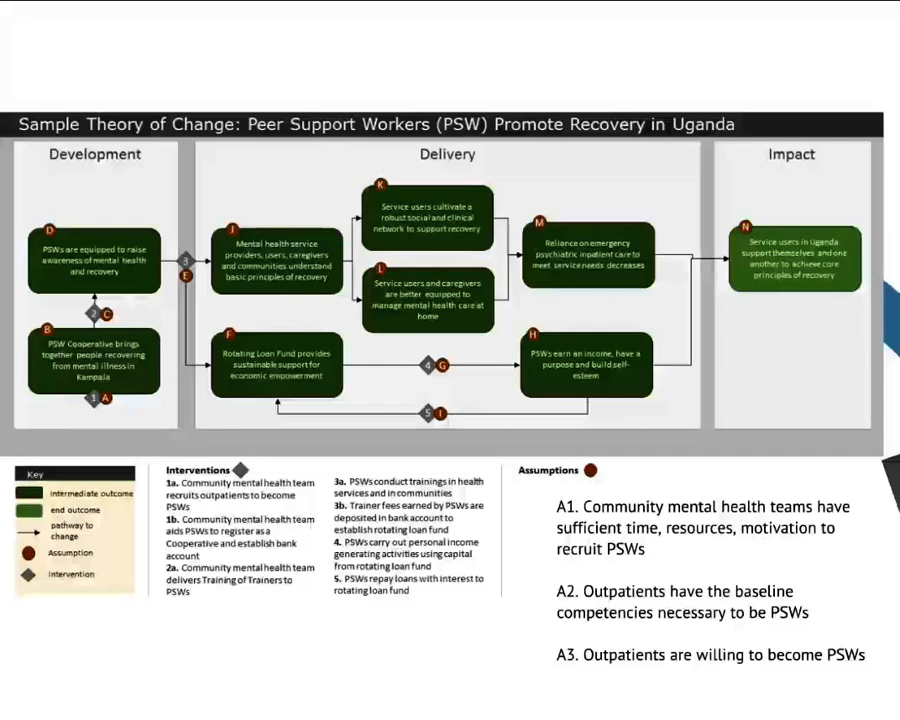 Sample Theory of Change: Peer Support Workers (PSW) Promote Recovery in Uganda
Development
Delivery
Impact
D
PSWs are equipped to raise
awareness of mental health
and recovery
2
C
B
PSW Cooperative brings
together people recovering
from mental illness in
Kampala
1
A
3
E
J
Mental health service
providers, users, caregivers
and communities understand
basic principles of recovery
K
Service users cultivate a
robust social and clinical
network to support recovery
L
Service users and caregivers
are better equipped to
manage mental health care at
home
M
Reliance on emergency
psychiatric inpatient care to
meet service needs decreases
F
Rotating Loan Fund provides
sustainable support for
economic empowerment
4
G
H
PSWs earn an income, have a
purpose and build self-
esteem
5
I
N
Service users in Uganda
support themselves and one
another to achieve core
principles of recovery
Key
Intermediate outcome
end outcome
pathway to
change
Assumption
Intervention
Interventions
1a. Community mental health team
recruits outpatients to become
PSWs
1b. Community mental health team
aids PSWs to register as a
Cooperative and establish bank
account
2a. Community mental health team
delivers Training of Trainers to
PSWs
3a. PSWs conduct trainings in health
services and in communities
3b. Trainer fees earned by PSWs are
deposited in bank account to
establish rotating loan fund
4. PSWs carry out personal income
generating activities using capital
from rotating loan fund
5. PSWs repay loans with interest to
rotating loan fund
Assumptions
A1. Community mental health teams have
sufficient time, resources, motivation to
recruit PSWs
A2. Outpatients have the baseline
competencies necessary to be PSWs
A3. Outpatients are willing to become PSWs